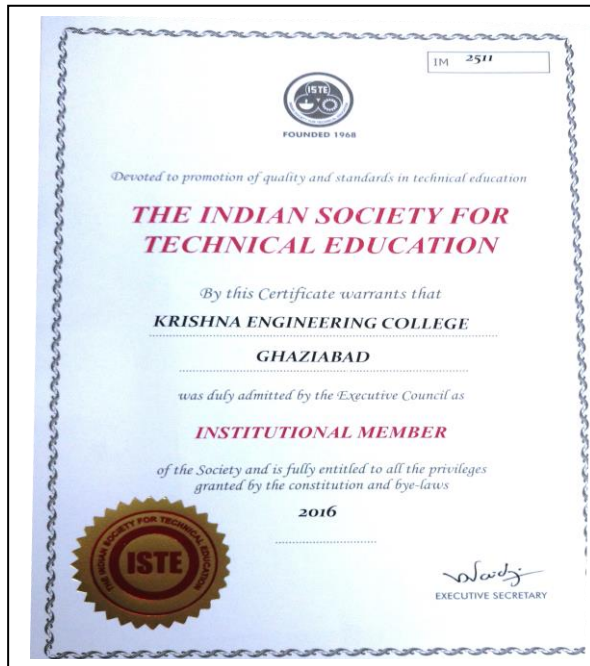 IM 2511
ISTE
FOUNDED 1968
Devoted to promotion of quality and standards in technical education
THE INDIAN SOCIETY FOR
TECHNICAL EDUCATION
By this Certificate warrants that
KRISHNA ENGINEERING COLLEGE
GHAZIABAD
was duly admitted by the Executive Council as
INSTITUTIONAL MEMBER
of the Society and is fully entitled to all the privileges
granted by the constitution and bye-laws
2016
THE INDIAN SOCIETY FOR TECHNICAL EDUCATION
ISTE
EXECUTIVE SECRETARY